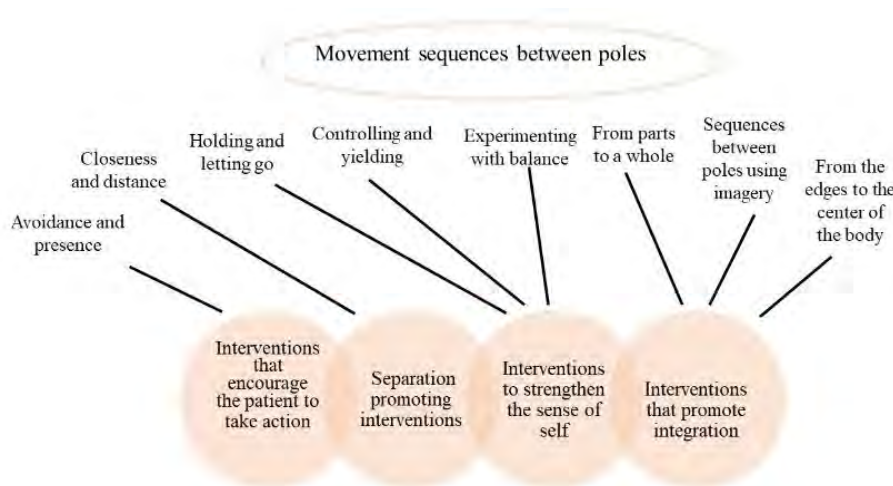 Movement sequences between poles
Avoidance and
presence
Closeness
and distance
Holding and
letting go
Controlling and
yielding
Experimenting
with balance
From parts
to a whole
Sequences
between
poles using
imagery
From the
edges to the
center of
the body
Interventions
that
encourage
the patient to
take action
Separation
promoting
interventions
Interventions
to strengthen
the sense of
self
Interventions
that promote
integration